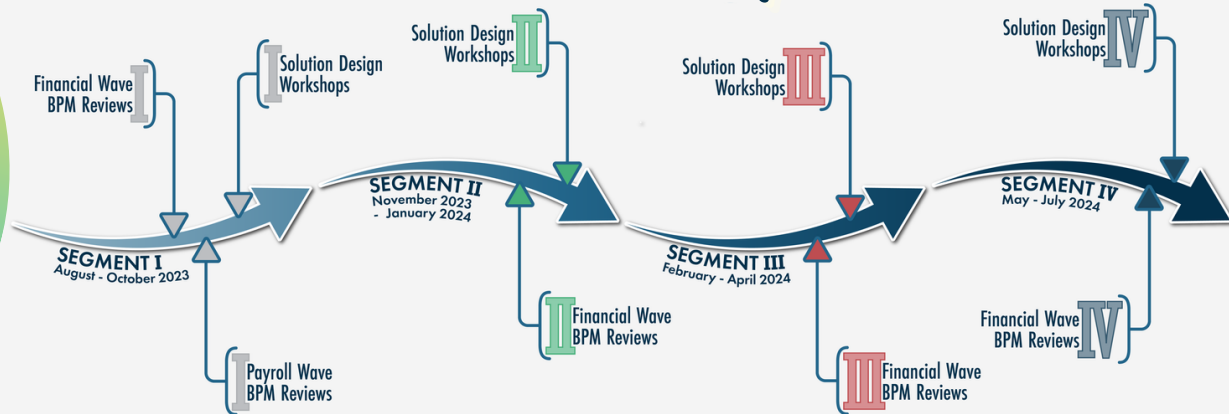 Financial Wave
BPM Reviews
I
I
Solution Design
Workshops
SEGMENT I
August - October 2023
I
Payroll Wave
BPM Reviews
Solution Design
Workshops
II
SEGMENT II
November 2023
- January 2024
II
Financial Wave
BPM Reviews
Solution Design
Workshops
III
SEGMENT III
February - April 2024
III
Financial Wave
BPM Reviews
Solution Design
Workshops
IV
SEGMENT IV
May - July 2024
Financial Wave
BPM Reviews
IV